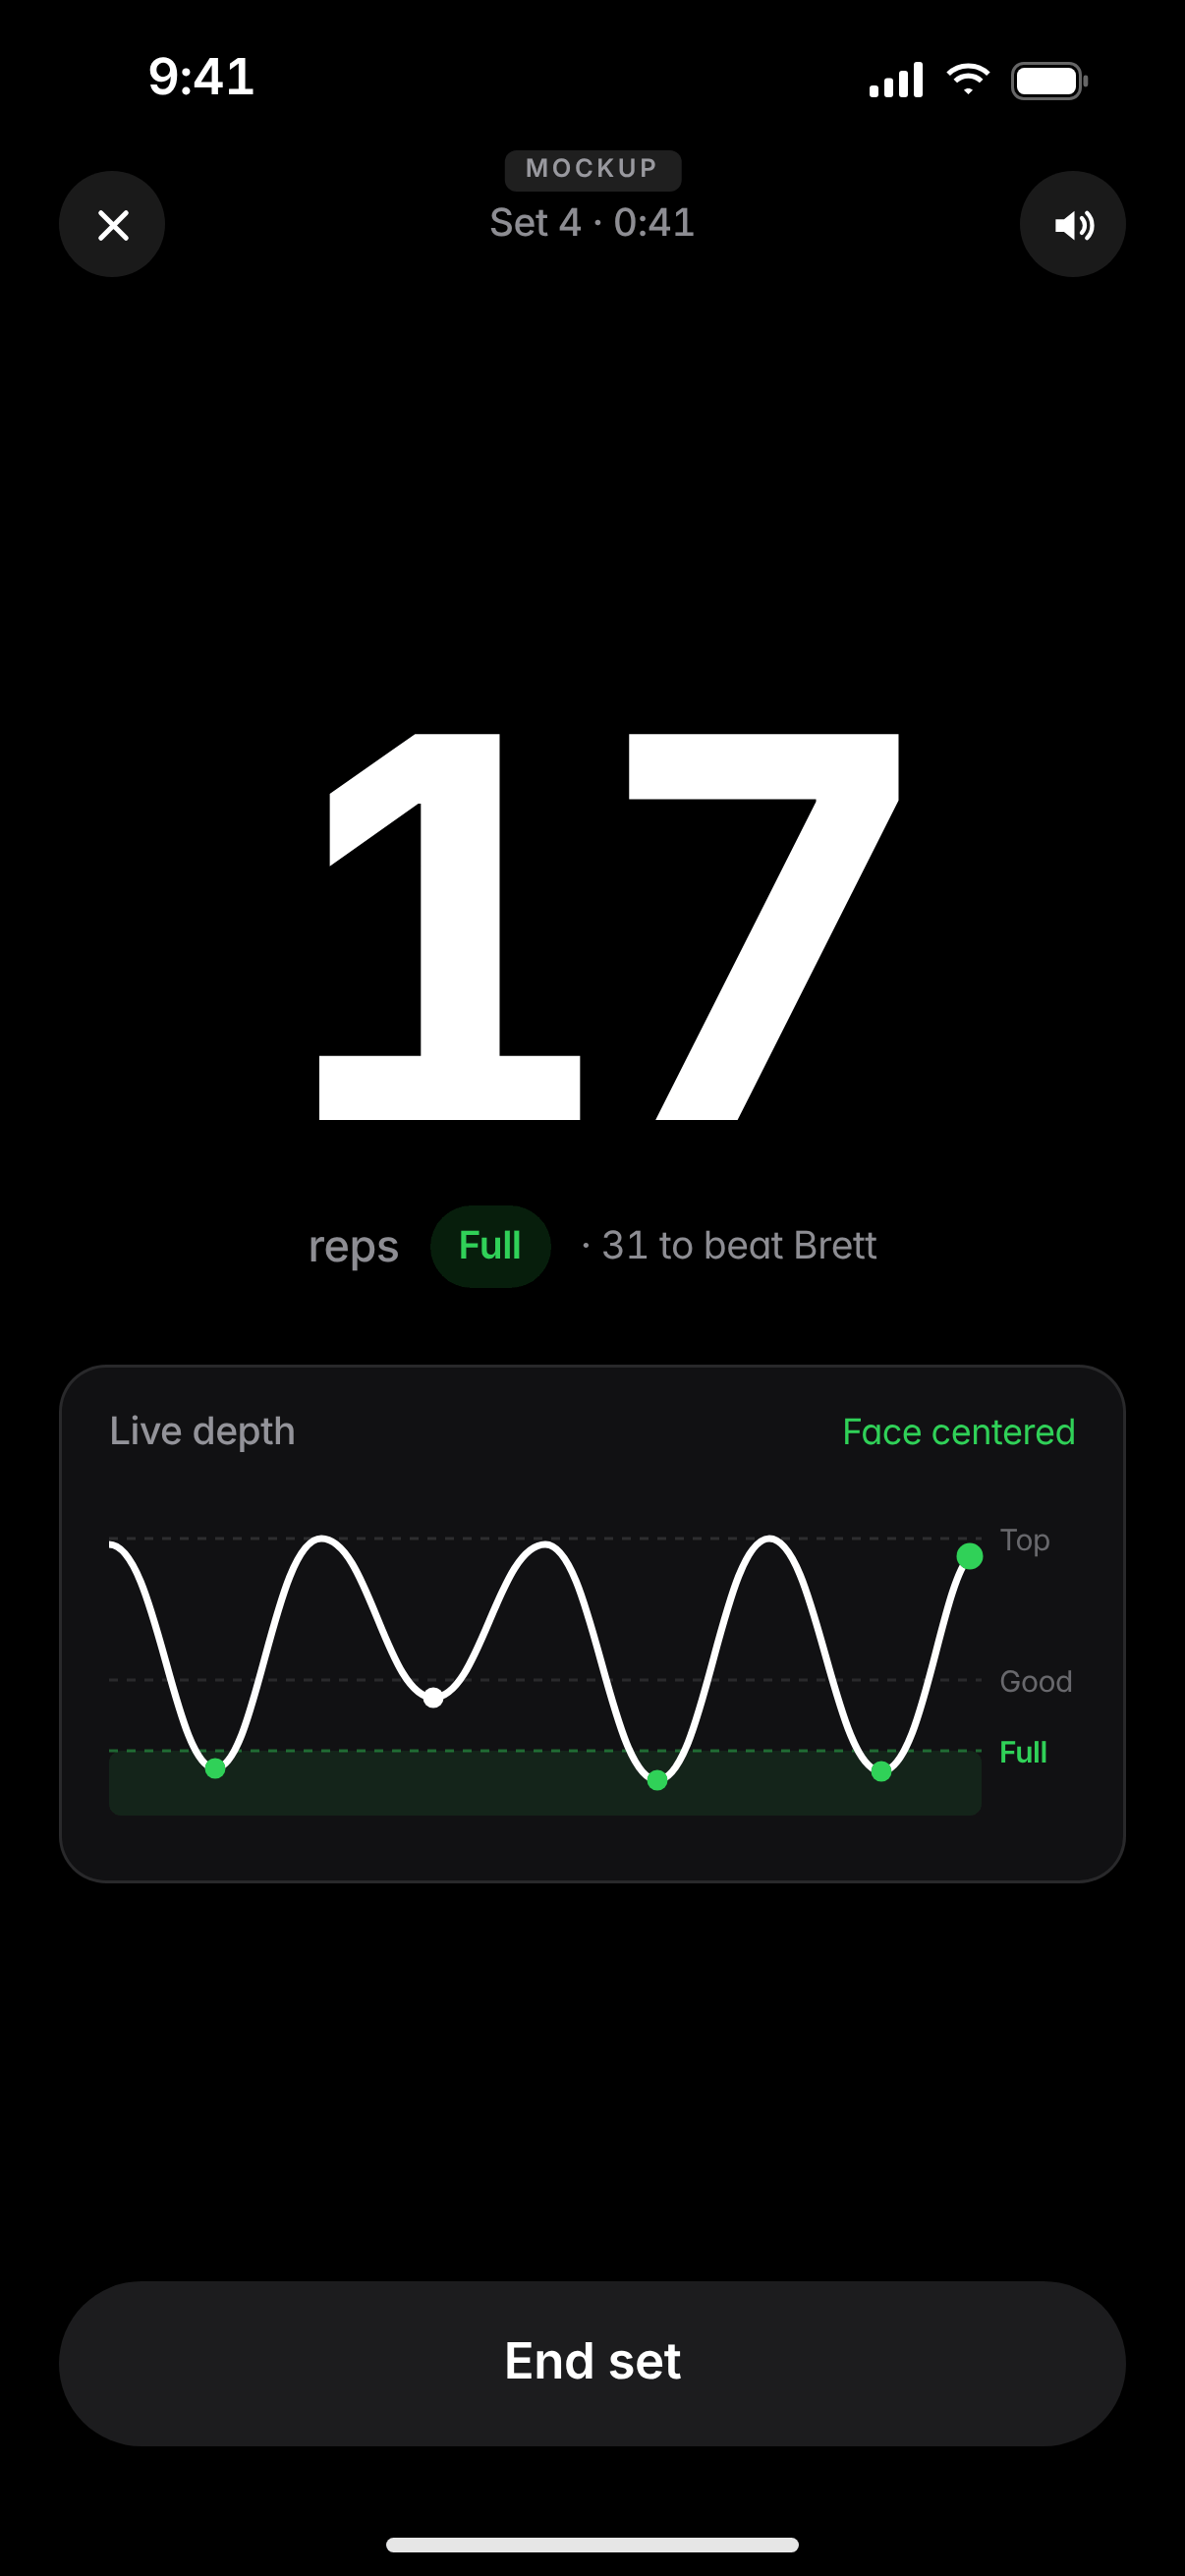 9:41
MOCKUP
Set 4 · 0:41
17
reps Full · 31 to beat Brett
Live depth Face centered
Top
Good
Full
End set